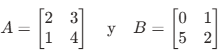 A = [2 3; 1 4] y B = [0 1; 5 2]